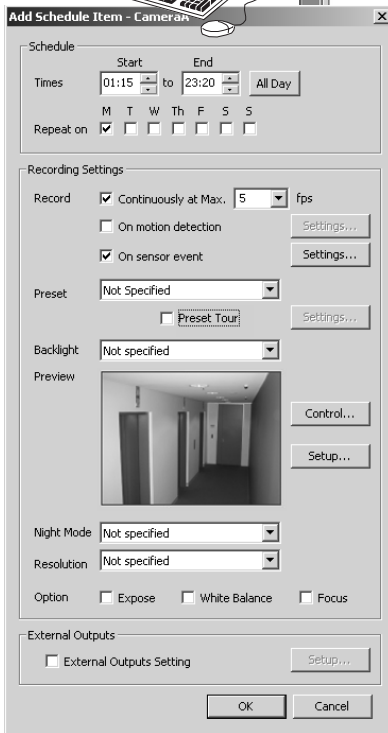 Add Schedule Item - CameraA
Schedule
Start End
Times 01:15 to 23:20 All Day
M T W Th F S S
Repeat on
Recording Settings
Record Continuously at Max. 5 fps
On motion detection Settings...
On sensor event Settings...
Preset Not Specified
Preset Tour Settings...
Backlight Not specified
Preview
Control...
Setup...
Night Mode Not specified
Resolution Not specified
Option Expose White Balance Focus
External Outputs
External Outputs Setting Setup...
OK Cancel